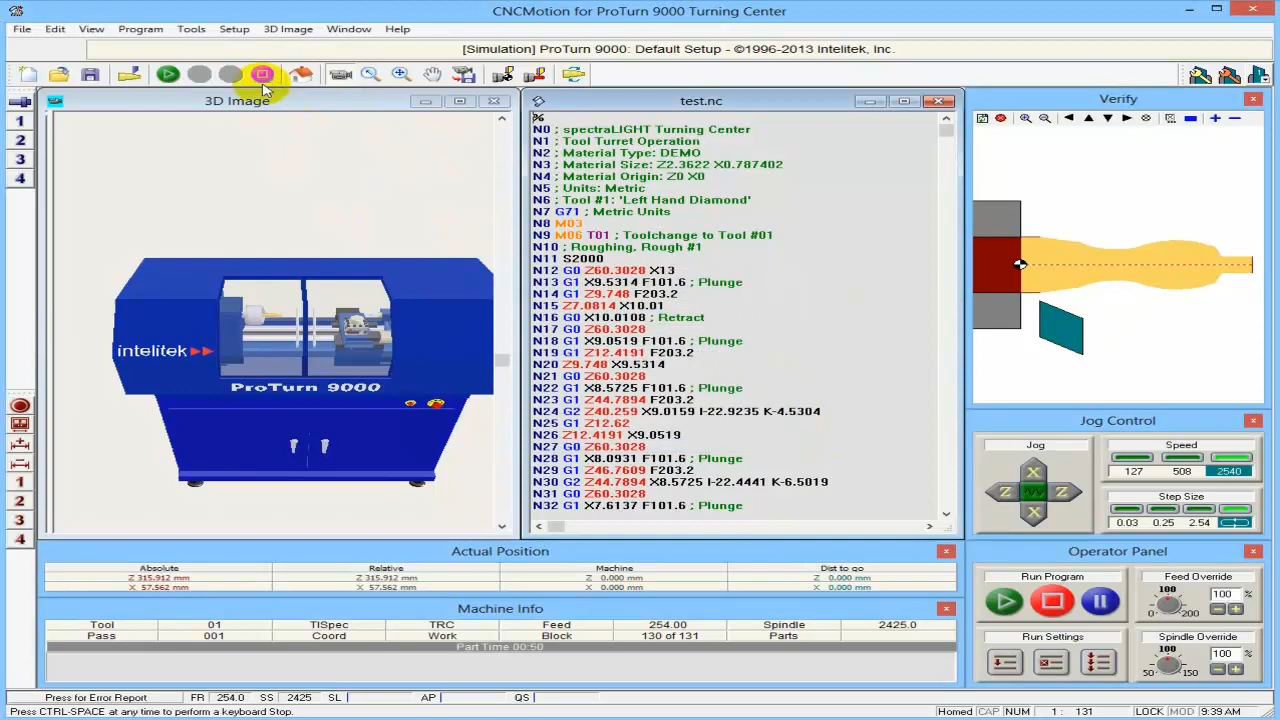 CNCMotion for ProTurn 9000 Turning Center
File Edit View Program Tools Setup 3D Image Window Help
[Simulation] ProTurn 9000: Default Setup - ©1996-2013 Intelitek, Inc.
3D Image
test.nc
Verify
1
2
3
4
1
2
3
4
intelitek
ProTurn 9000
%
N0 ; spectraLIGHT Turning Center
N1 ; Tool Turret Operation
N2 ; Material Type: DEMO
N3 ; Material Size: Z2.3622 X0.787402
N4 ; Material Origin: Z0 X0
N5 ; Units: Metric
N6 ; Tool #1: 'Left Hand Diamond'
N7 G71 ; Metric Units
N8 M03
N9 M06 T01 ; Toolchange to Tool #01
N10 ; Roughing, Rough #1
N11 S2000
N12 G0 Z60.3028 X13
N13 G1 X9.5314 F101.6 ; Plunge
N14 G1 Z9.748 F203.2
N15 Z7.0814 X10.01
N16 G0 X10.0108 ; Retract
N17 G0 Z60.3028
N18 G1 X9.0519 F101.6 ; Plunge
N19 G1 Z12.4191 F203.2
N20 Z9.748 X9.5314
N21 G0 Z60.3028
N22 G1 X8.5725 F101.6 ; Plunge
N23 G1 Z44.7894 F203.2
N24 G2 Z40.259 X9.0159 I-22.9235 K-4.5304
N25 G1 Z12.62
N26 Z12.4191 X9.0519
N27 G0 Z60.3028
N28 G1 X8.0931 F101.6 ; Plunge
N29 G1 Z46.7609 F203.2
N30 G2 Z44.7894 X8.5725 I-22.4441 K-6.5019
N31 G0 Z60.3028
N32 G1 X7.6137 F101.6 ; Plunge
Jog Control
Jog
X
Z Z
X
Speed
127 508 2540
Step Size
0.03 0.25 2.54
Actual Position
Absolute Relative Machine Dist to go
Z 315.912 mm Z 315.912 mm Z 0.000 mm Z 0.000 mm
X 57.562 mm X 57.562 mm X 0.000 mm X 0.000 mm
Machine Info
Tool 01 TlSpec TRC Feed 254.00 Spindle 2425.0
Pass 001 Coord Work Block 130 of 131 Parts
Part Time 00:50
Operator Panel
Run Program
Feed Override
100
0 200
100 %
Run Settings
Spindle Override
100
50 150
100 %
Press for Error Report FR 254.0 SS 2425 SL AP QS
Press CTRL-SPACE at any time to perform a keyboard Stop.
Homed CAP NUM 1 : 131 LOCK MOD 9:39 AM